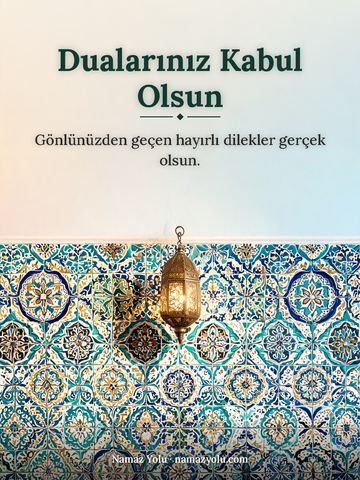 Dualarınız Kabul
Olsun
Gönlünüzden geçen hayırlı dilekler gerçek
olsun.
Namaz Yolu · namazyolu.com